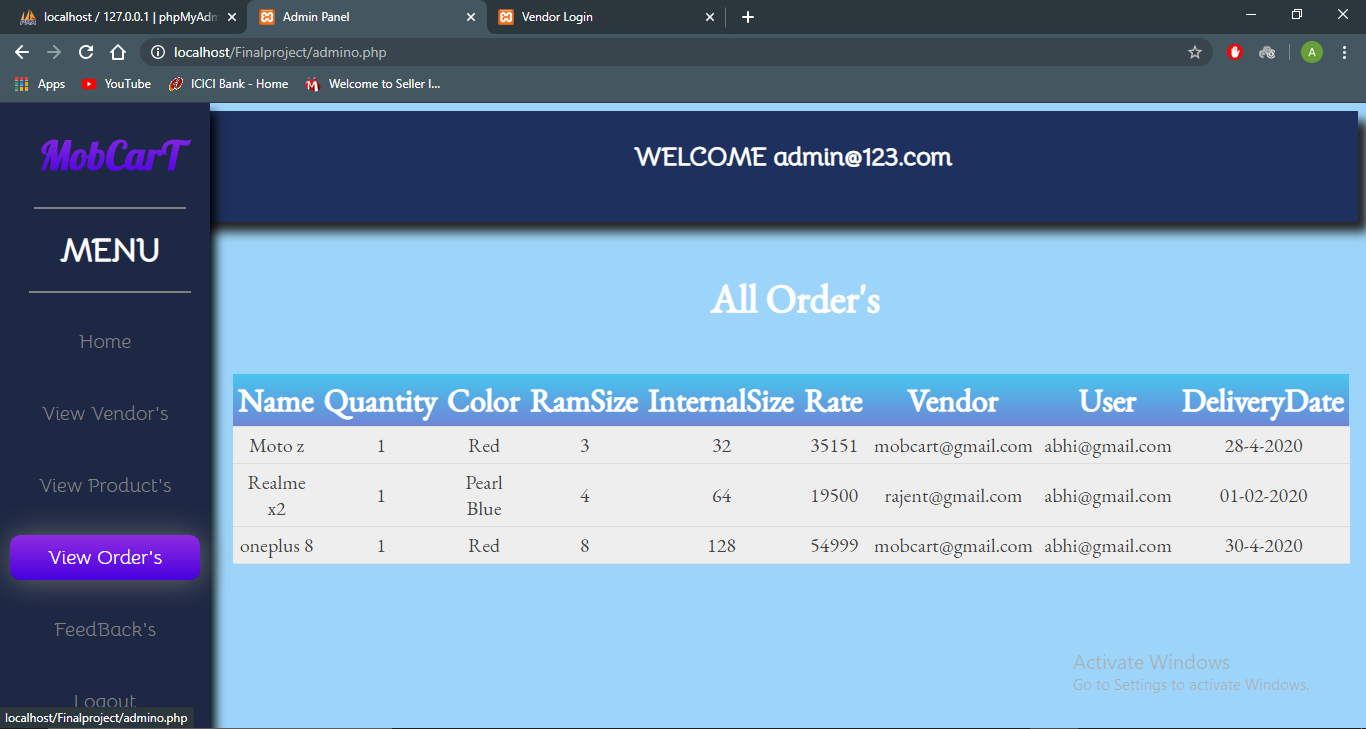 localhost / 127.0.0.1 | phpMyAdm
Admin Panel
Vendor Login
localhost/Finalproject/admino.php
A
Apps
YouTube
ICICI Bank - Home
Welcome to Seller I...
MobCarT
WELCOME admin@123.com
MENU
All Order's
Home
View Vendor's
View Product's
View Order's
FeedBack's
Logout
Name Quantity Color RamSize InternalSize Rate Vendor User DeliveryDate
Moto z 1 Red 3 32 35151 mobcart@gmail.com abhi@gmail.com 28-4-2020
Realme x2 1 Pearl Blue 4 64 19500 rajent@gmail.com abhi@gmail.com 01-02-2020
oneplus 8 1 Red 8 128 54999 mobcart@gmail.com abhi@gmail.com 30-4-2020
Activate Windows
Go to Settings to activate Windows.
localhost/Finalproject/admino.php